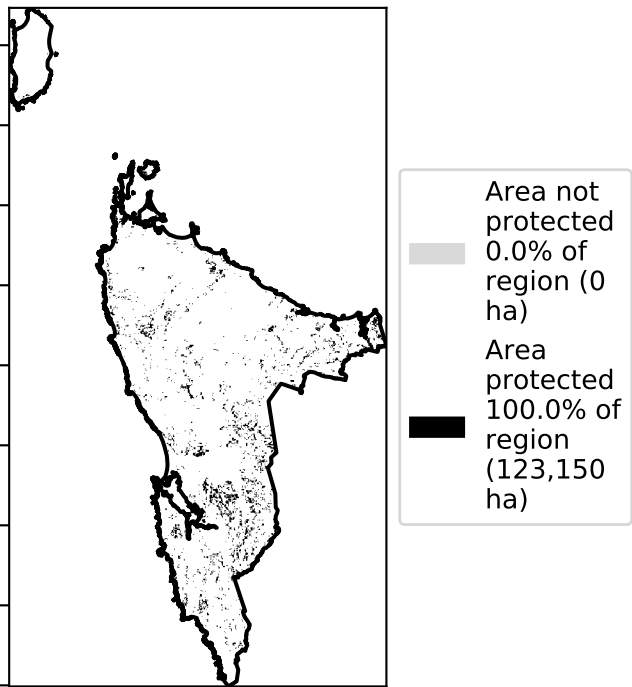 Area not
protected
0.0% of
region (0
ha)
Area
protected
100.0% of
region
(123,150
ha)